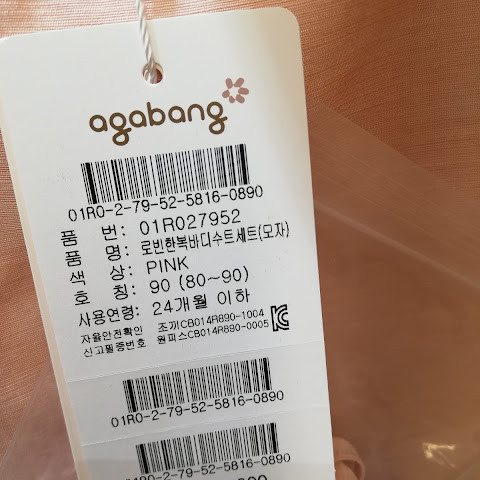 agabang
01R0-2-79-52-5816-0890
품 번: 01R027952
품 명: 로빈한복바디수트세트(모자)
색 상: PINK
호 칭: 90 (80~90)
사용연령: 24개월 이하
자율안전확인 조끼CB014R890-1004
신고필증번호 원피스CB014R890-0005
01R0-2-79-52-5816-0890
01R0-2-79-52-5816-0890